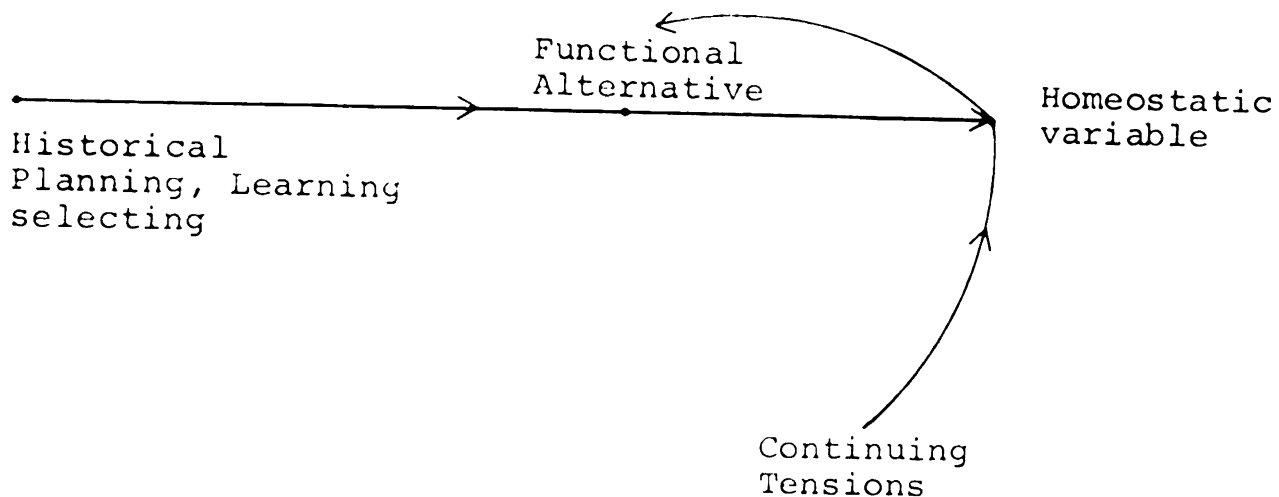 Functional
Alternative
Homeostatic
variable
Historical
Planning, Learning
selecting
Continuing
Tensions